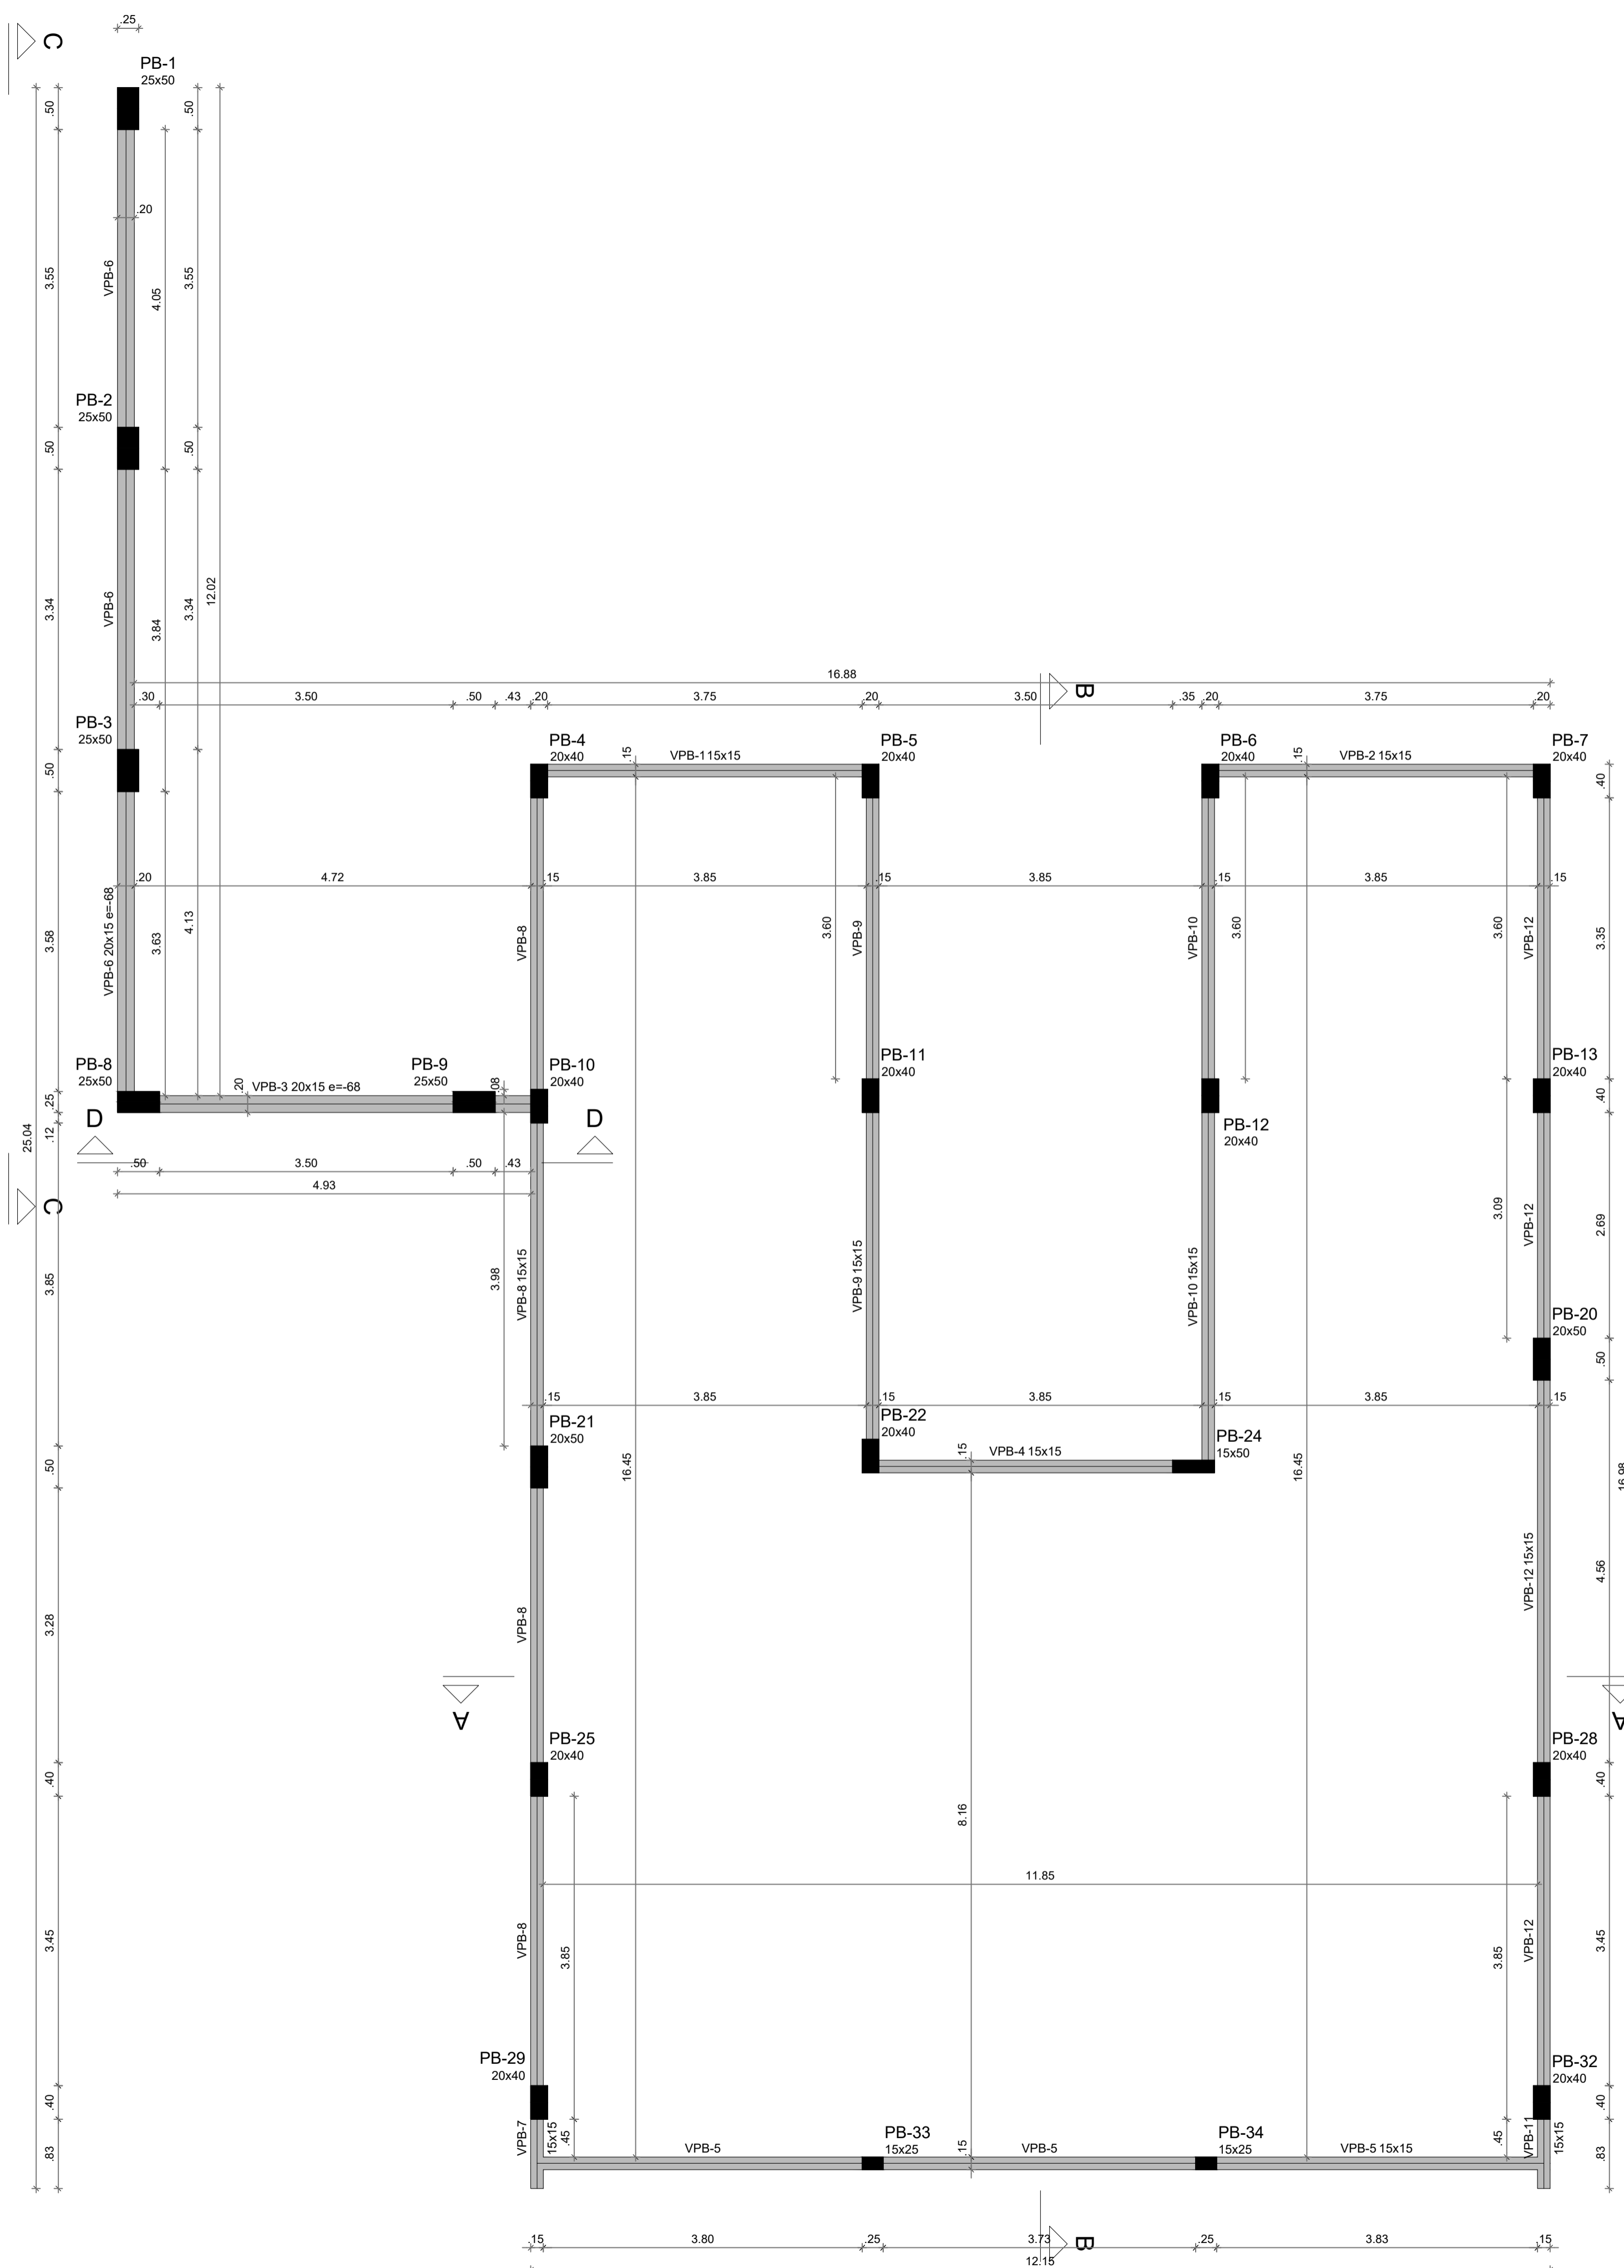 .25
C
PB-1
25x50
.50
.50
.20
3.55
VPB-6
4.05
3.55
PB-2
25x50
.50
.50
3.34
VPB-6
3.84
3.34
12.02
16.88
.30
3.50
.50
.43
.20
3.75
.20
3.50
.35
.20
3.75
.20
B
PB-3
25x50
.50
PB-4
20x40
.15
VPB-1 15x15
PB-5
20x40
PB-6
20x40
.15
VPB-2 15x15
PB-7
20x40
.40
.20
4.72
.15
3.85
.15
3.85
.15
3.85
.15
3.58
VPB-6 20x15 e=-68
3.63
4.13
VPB-8
3.60
VPB-9
VPB-10
3.60
3.60
VPB-12
3.35
PB-8
25x50
.25
.20
VPB-3 20x15 e=-68
PB-9
25x50
.08
PB-10
20x40
PB-11
20x40
PB-12
20x40
PB-13
20x40
.40
D
D
25.04
.12
.50
3.50
.50
.43
4.93
C
3.85
3.98
VPB-8 15x15
VPB-9 15x15
VPB-10 15x15
3.09
VPB-12
2.69
PB-20
20x50
.50
.15
3.85
.15
3.85
.15
3.85
.15
PB-21
20x50
.50
16.45
PB-22
20x40
.15
VPB-4 15x15
PB-24
15x50
16.45
16.98
3.28
VPB-8
VPB-12 15x15
4.56
A
A
PB-25
20x40
.40
PB-28
20x40
.40
8.16
11.85
3.45
VPB-8
3.85
3.85
VPB-12
3.45
PB-29
20x40
.40
PB-32
20x40
.40
.83
VPB-7
15x15
.45
VPB-5
PB-33
15x25
.15
VPB-5
PB-34
15x25
VPB-5 15x15
.45
VPB-11
15x15
.83
.15
3.80
.25
3.73
B
.25
3.83
.15
12.15